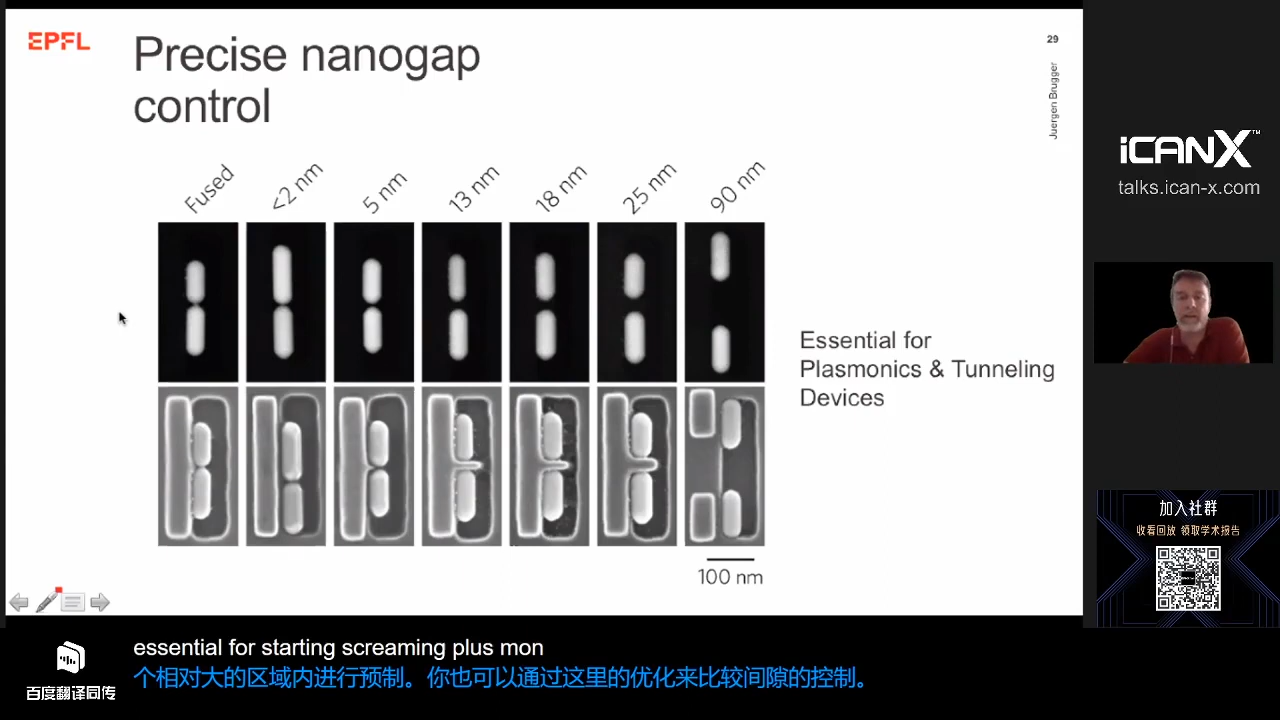 EPFL
Precise nanogap
control
29
Juergen Brugger
Fused
<2 nm
5 nm
13 nm
18 nm
25 nm
90 nm
Essential for
Plasmonics & Tunneling
Devices
100 nm
iCANX™
talks.ican-x.com
加入社群
收看回放 领取学术报告
essential for starting screaming plus mon
个相对大的区域内进行预制。你也可以通过这里的优化来比较间隙的控制。
百度翻译同传